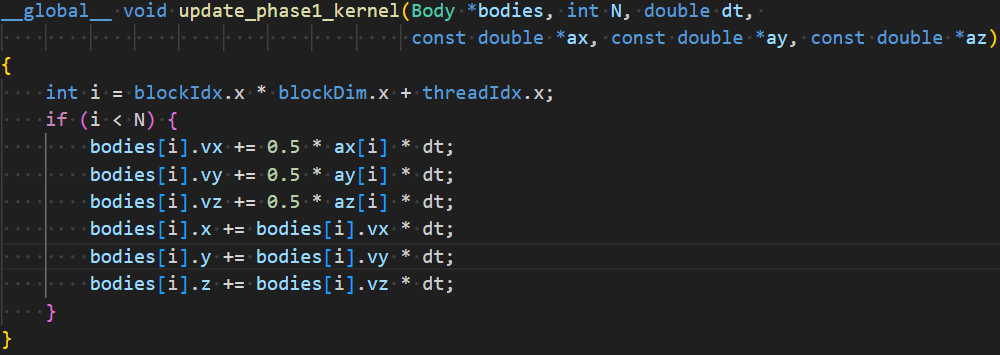 __global__ void update_phase1_kernel(Body *bodies, int N, double dt,
                                     const double *ax, const double *ay, const double *az)
{
    int i = blockIdx.x * blockDim.x + threadIdx.x;
    if (i < N) {
        bodies[i].vx += 0.5 * ax[i] * dt;
        bodies[i].vy += 0.5 * ay[i] * dt;
        bodies[i].vz += 0.5 * az[i] * dt;
        bodies[i].x += bodies[i].vx * dt;
        bodies[i].y += bodies[i].vy * dt;
        bodies[i].z += bodies[i].vz * dt;
    }
}